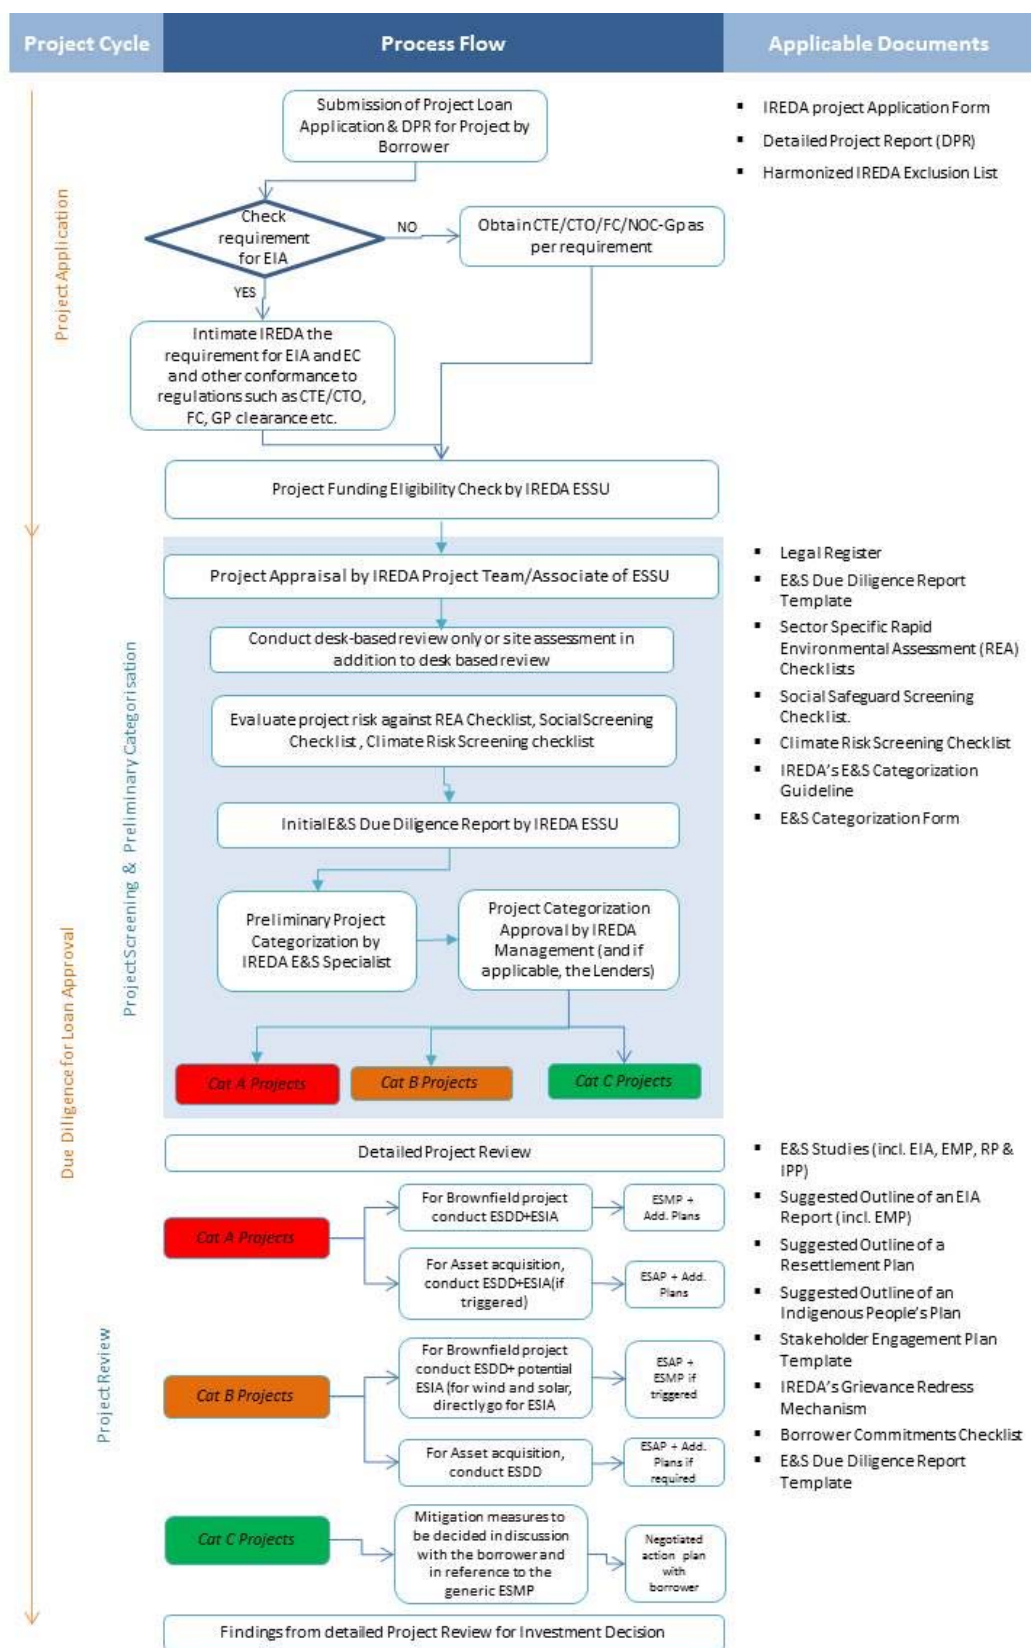 Project Cycle
Process Flow
Applicable Documents
Project Application
Submission of Project Loan
Application & DPR for Project by
Borrower
Check
requirement
for EIA
NO
Obtain CTE/CTO/FC/NOC-Gp as
per requirement
YES
Intimate IREDA the
requirement for EIA and EC
and other conformance to
regulations such as CTE/CTO,
FC, GP clearance etc.
Project Funding Eligibility Check by IREDA ESSU
▪ IREDA project Application Form
▪ Detailed Project Report (DPR)
▪ Harmonized IREDA Exclusion List
Due Diligence for Loan Approval
Project Screening & Preliminary Categorisation
Project Appraisal by IREDA Project Team/Associate of ESSU
Conduct desk-based review only or site assessment in
addition to desk based review
Evaluate project risk against REA Checklist, Social Screening
Checklist , Climate Risk Screening checklist
Initial E&S Due Diligence Report by IREDA ESSU
Preliminary Project
Categorization by
IREDA E&S Specialist
Project Categorization
Approval by IREDA
Management (and if
applicable, the Lenders)
Cat A Projects
Cat B Projects
Cat C Projects
▪ Legal Register
▪ E&S Due Diligence Report
Template
▪ Sector Specific Rapid
Environmental Assessment (REA)
Checklists
▪ Social Safeguard Screening
Checklist.
▪ Climate Risk Screening Checklist
▪ IREDA's E&S Categorization
Guideline
▪ E&S Categorization Form
Project Review
Detailed Project Review
Cat A Projects
For Brownfield project
conduct ESDD+ESIA
ESMP +
Add. Plans
For Asset acquisition,
conduct ESDD+ESIA(if
triggered)
ESAP + Add.
Plans
Cat B Projects
For Brownfield project
conduct ESDD+ potential
ESIA (for wind and solar,
directly go for ESIA
ESAP +
ESMP if
triggered
For Asset acquisition,
conduct ESDD
ESAP + Add.
Plans if
required
Cat C Projects
Mitigation measures to
be decided in discussion
with the borrower and
in reference to the
generic ESMP
Negotiated
action plan
with
borrower
Findings from detailed Project Review for Investment Decision
▪ E&S Studies (incl. EIA, EMP, RP &
IPP)
▪ Suggested Outline of an EIA
Report (incl. EMP)
▪ Suggested Outline of a
Resettlement Plan
▪ Suggested Outline of an
Indigenous People's Plan
▪ Stakeholder Engagement Plan
Template
▪ IREDA's Grievance Redress
Mechanism
▪ Borrower Commitments Checklist
▪ E&S Due Diligence Report
Template